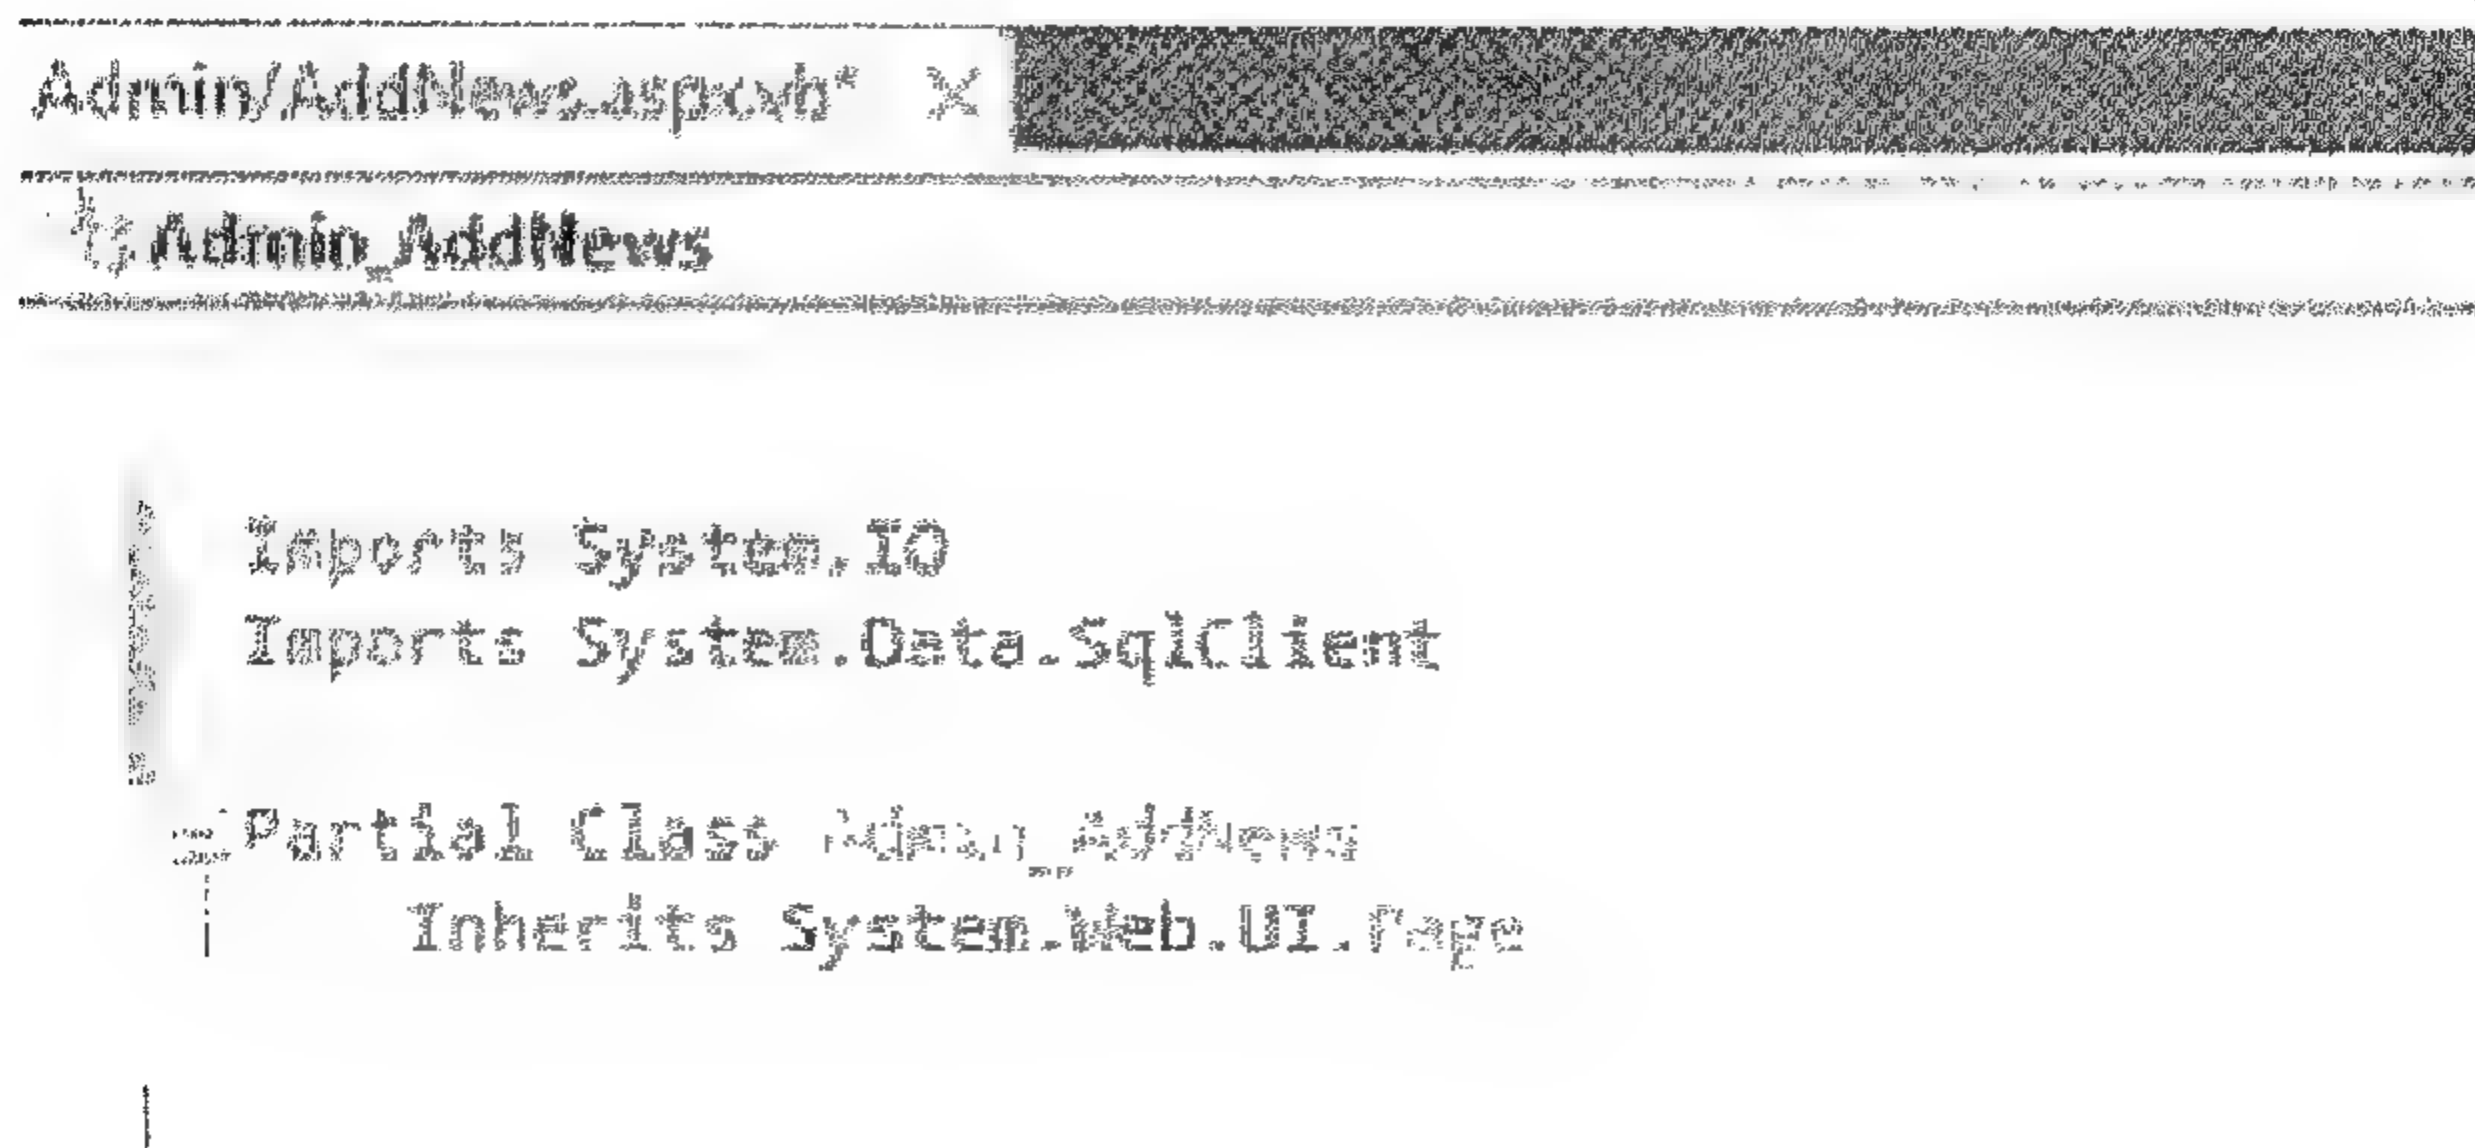 Admin/AddNews.aspx.vb* ×
Admin_AddNews
Imports System.IO
Imports System.Data.SqlClient
Partial Class Admin_AddNews
Inherits System.Web.UI.Page